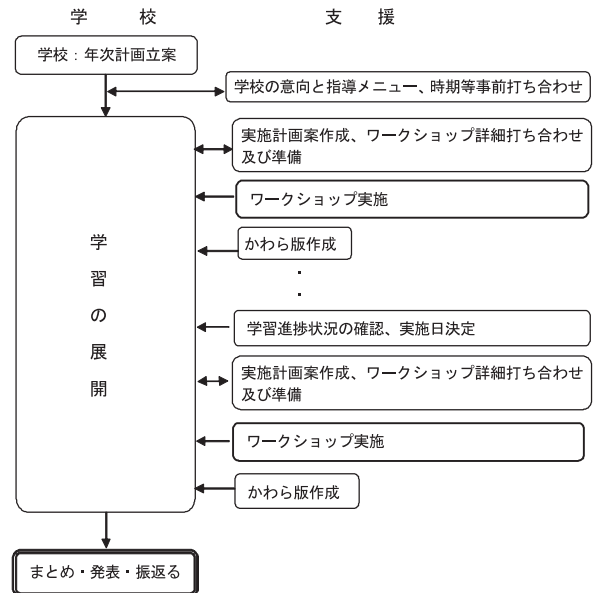 学 校 支 援
学校：年次計画立案
学校の意向と指導メニュー、時期等事前打ち合わせ
実施計画案作成、ワークショップ詳細打ち合わせ
及び準備
ワークショップ実施
かわら版作成
・
・
学習の展開
学習進捗状況の確認、実施日決定
実施計画案作成、ワークショップ詳細打ち合わせ
及び準備
ワークショップ実施
かわら版作成
まとめ・発表・振返る